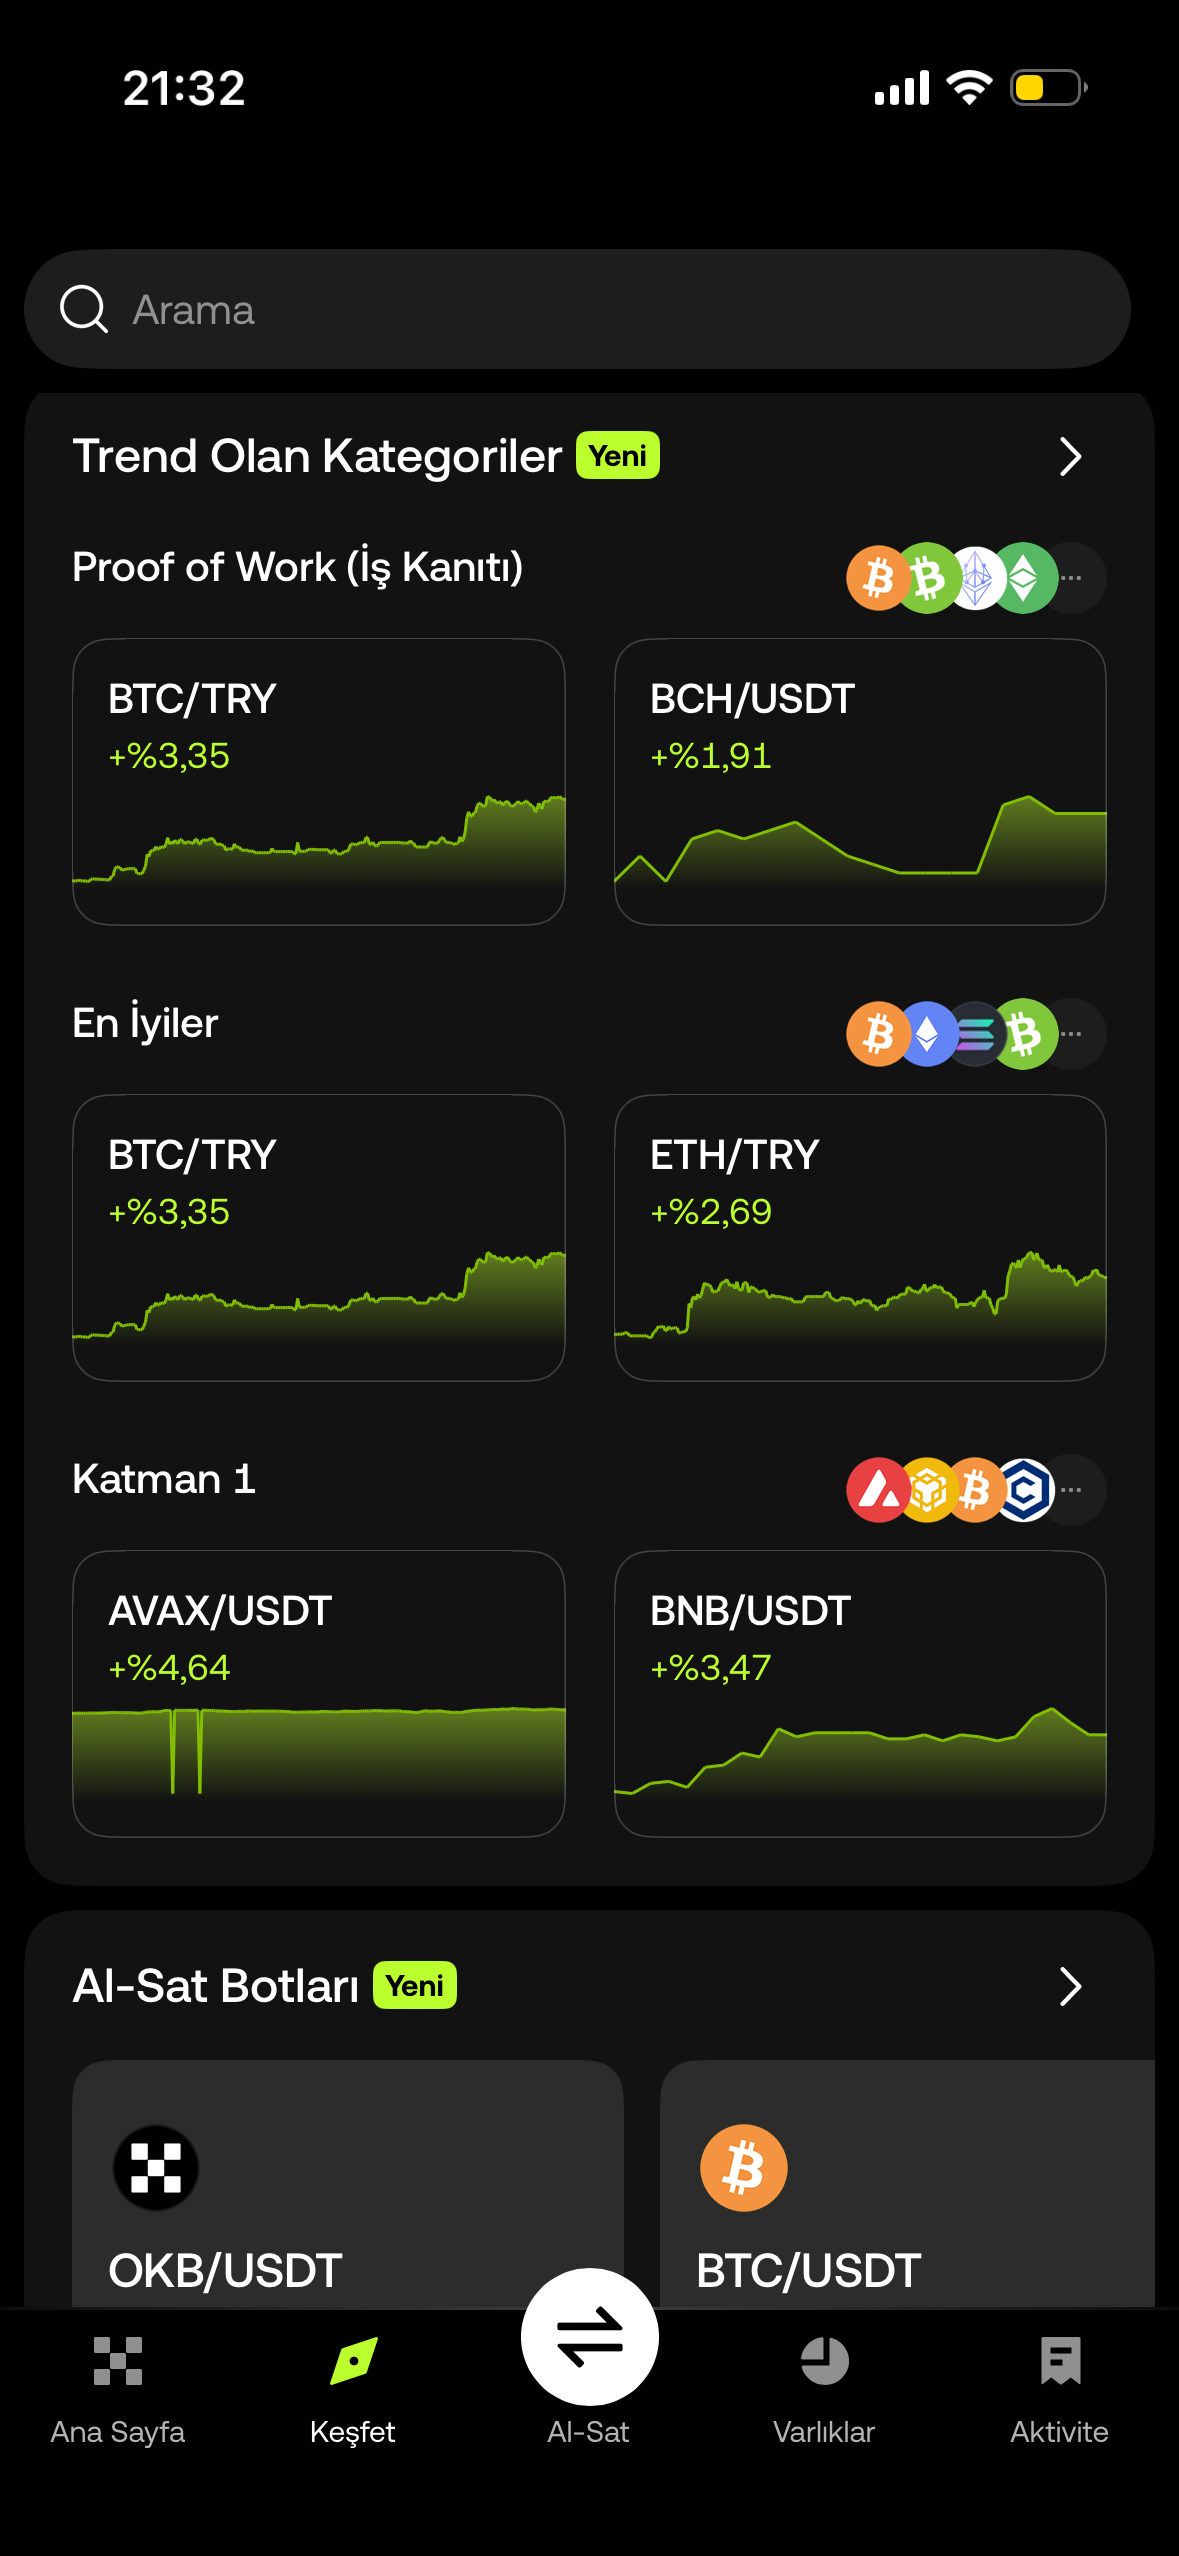 21:32
Arama
Trend Olan Kategoriler Yeni
Proof of Work (İş Kanıtı)
BTC/TRY
+%3,35
BCH/USDT
+%1,91
En İyiler
BTC/TRY
+%3,35
ETH/TRY
+%2,69
Katman 1
AVAX/USDT
+%4,64
BNB/USDT
+%3,47
Al-Sat Botları Yeni
OKB/USDT
BTC/USDT
Ana Sayfa
Keşfet
Al-Sat
Varlıklar
Aktivite